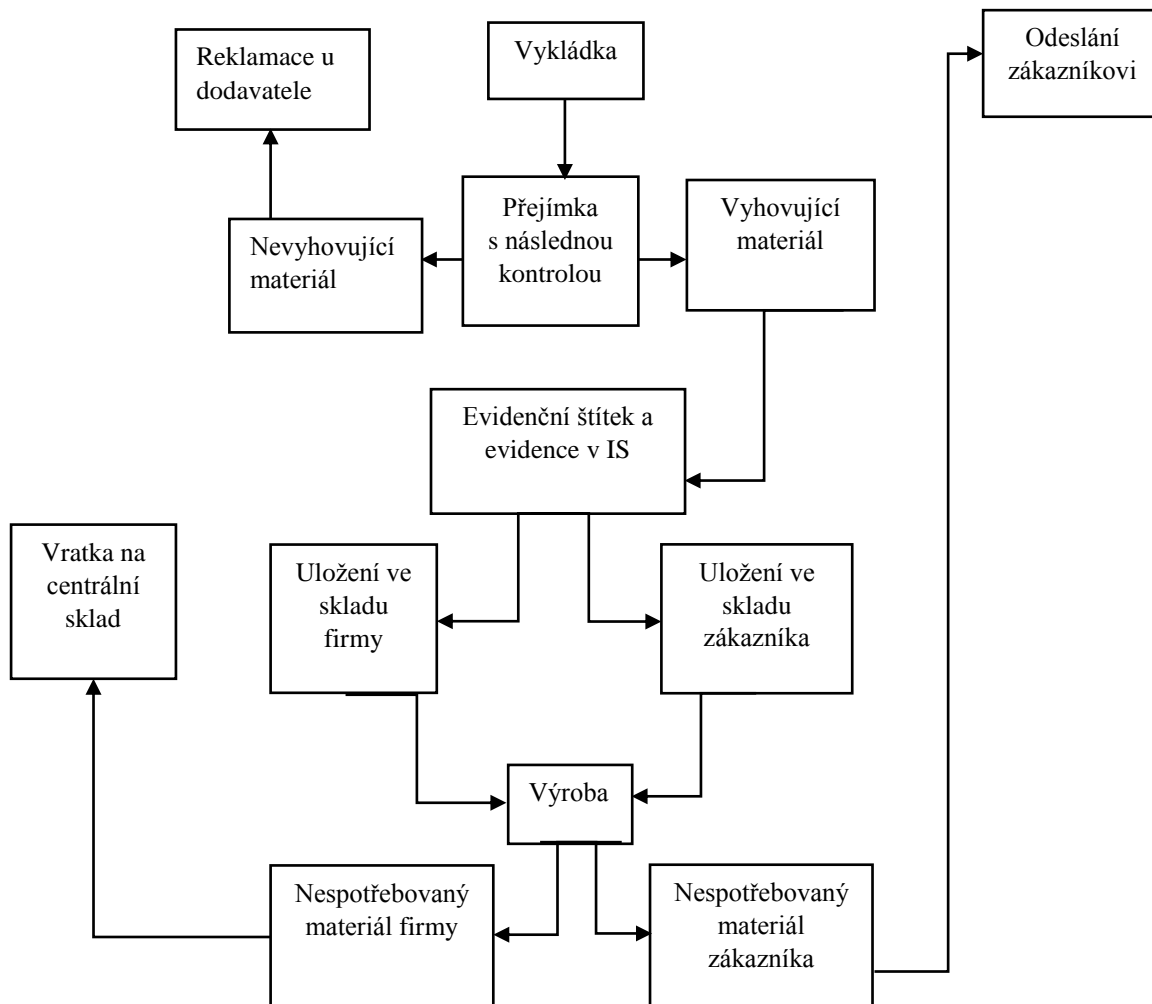 Reklamace u
dodavatele
Vykládka
Odeslání
zákazníkovi
Nevyhovující
materiál
Přejímka
s následnou
kontrolou
Vyhovující
materiál
Evidenční štítek a
evidence v IS
Vratka na
centrální
sklad
Uložení ve
skladu
firmy
Uložení ve
skladu
zákazníka
Výroba
Nespotřebovaný
materiál firmy
Nespotřebovaný
materiál
zákazníka